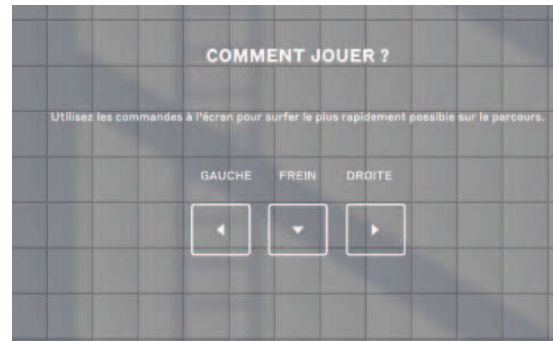 COMMENT JOUER ?
Utilisez les commandes à l'écran pour surfer le plus rapidement possible sur le parcours.
GAUCHE FREIN DROITE